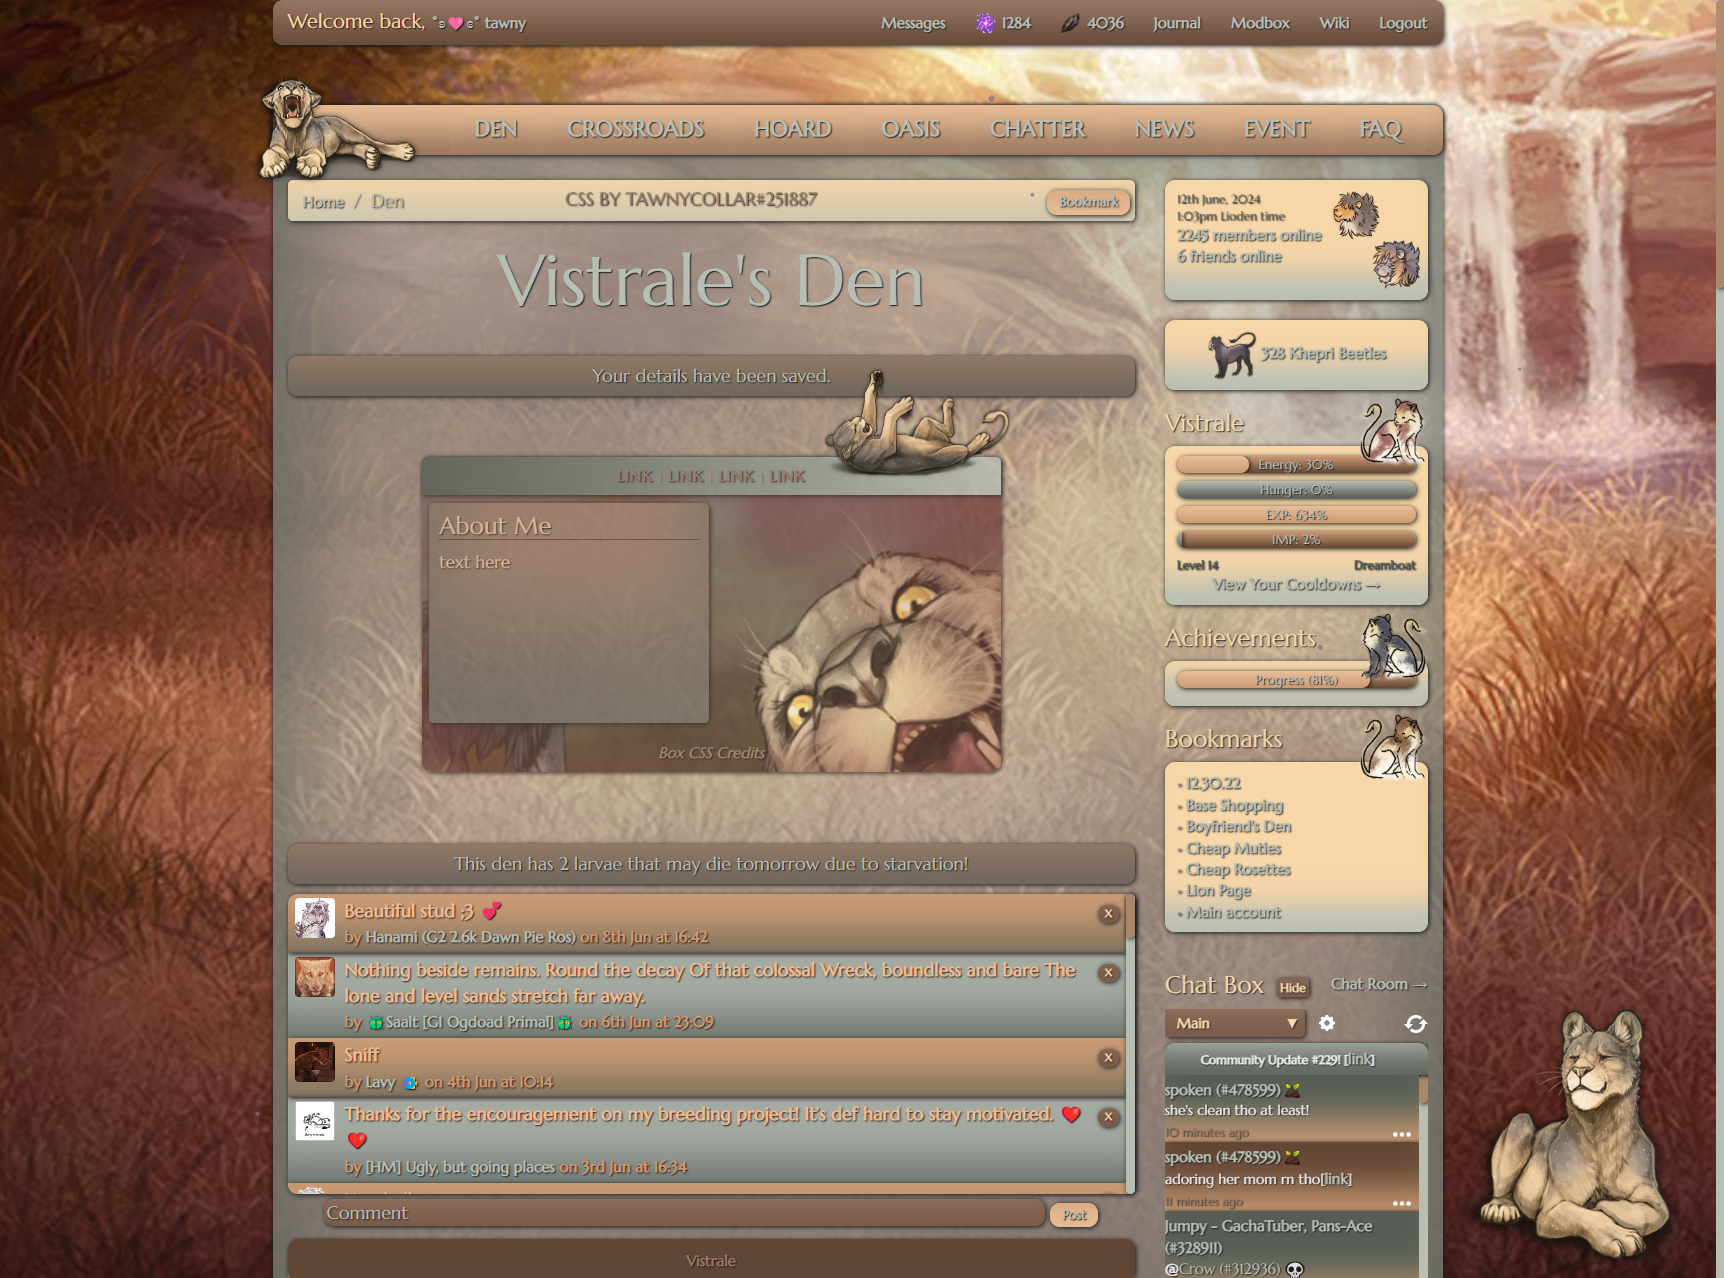 Welcome back, °ʚ💗ɞ° tawny
Messages 1284 4036 Journal Modbox Wiki Logout
DEN CROSSROADS HOARD OASIS CHATTER NEWS EVENT FAQ
Home / Den CSS BY TAWNYCOLLAR#251887 Bookmark
Vistrale's Den
Your details have been saved.
LINK | LINK | LINK | LINK
About Me
text here
Box CSS Credits
This den has 2 larvae that may die tomorrow due to starvation!
Beautiful stud ;3 💕
by Hanami (G2 2.6k Dawn Pie Ros) on 8th Jun at 16:42
x
Nothing beside remains. Round the decay Of that colossal Wreck, boundless and bare The
lone and level sands stretch far away.
by Saalt [G1 Ogdoad Primal] on 6th Jun at 23:09
x
Sniff
by Lavy on 4th Jun at 10:14
x
Thanks for the encouragement on my breeding project! It's def hard to stay motivated. ❤️
❤️
by [HM] Ugly, but going places on 3rd Jun at 16:34
x
Comment
Post
Vistrale
12th June, 2024
1:03pm Lioden time
2245 members online
6 friends online
328 Khepri Beetles
Vistrale
Energy: 30%
Hunger: 0%
EXP: 634%
IMP: 2%
Level 14 Dreamboat
View Your Cooldowns →
Achievements
Progress (81%)
Bookmarks
- 12.30.22
- Base Shopping
- Boyfriend's Den
- Cheap Muties
- Cheap Rosettes
- Lion Page
- Main account
Chat Box Hide Chat Room →
Main ▼
Community Update #229! [link]
spoken (#478599)
she's clean tho at least!
10 minutes ago
spoken (#478599)
adoring her mom rn tho[link]
11 minutes ago
Jumpy - GachaTuber, Pans-Ace
(#328911)
@Crow (#312936) 💀